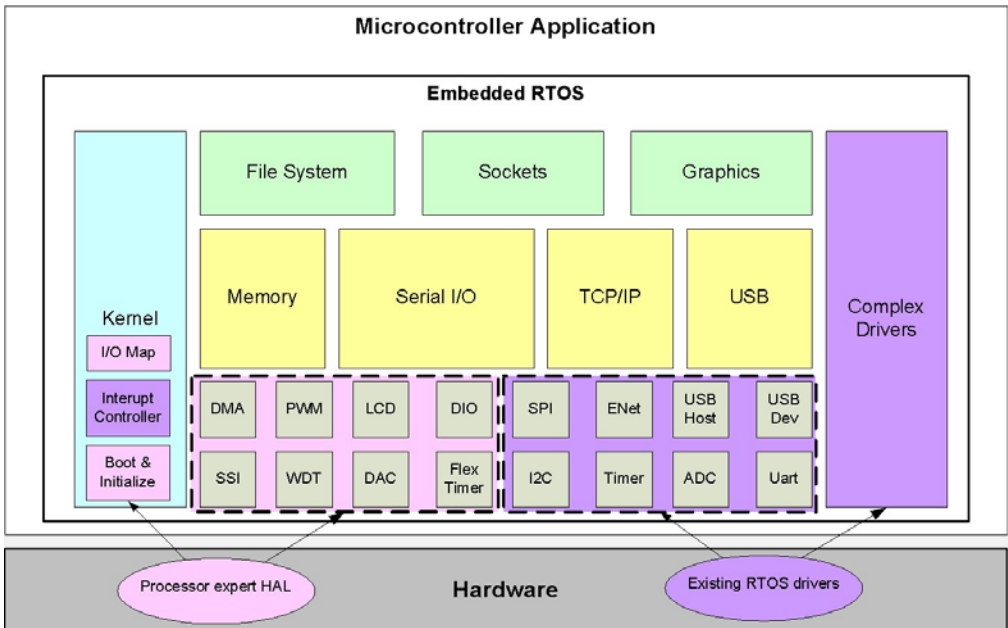 Microcontroller Application
Embedded RTOS
File System
Sockets
Graphics
Memory
Serial I/O
TCP/IP
USB
Complex
Drivers
Kernel
I/O Map
Interupt
Controller
Boot &
Initialize
DMA
PWM
LCD
DIO
SSI
WDT
DAC
Flex
Timer
SPI
ENet
USB
Host
USB
Dev
I2C
Timer
ADC
Uart
Processor expert HAL
Hardware
Existing RTOS drivers